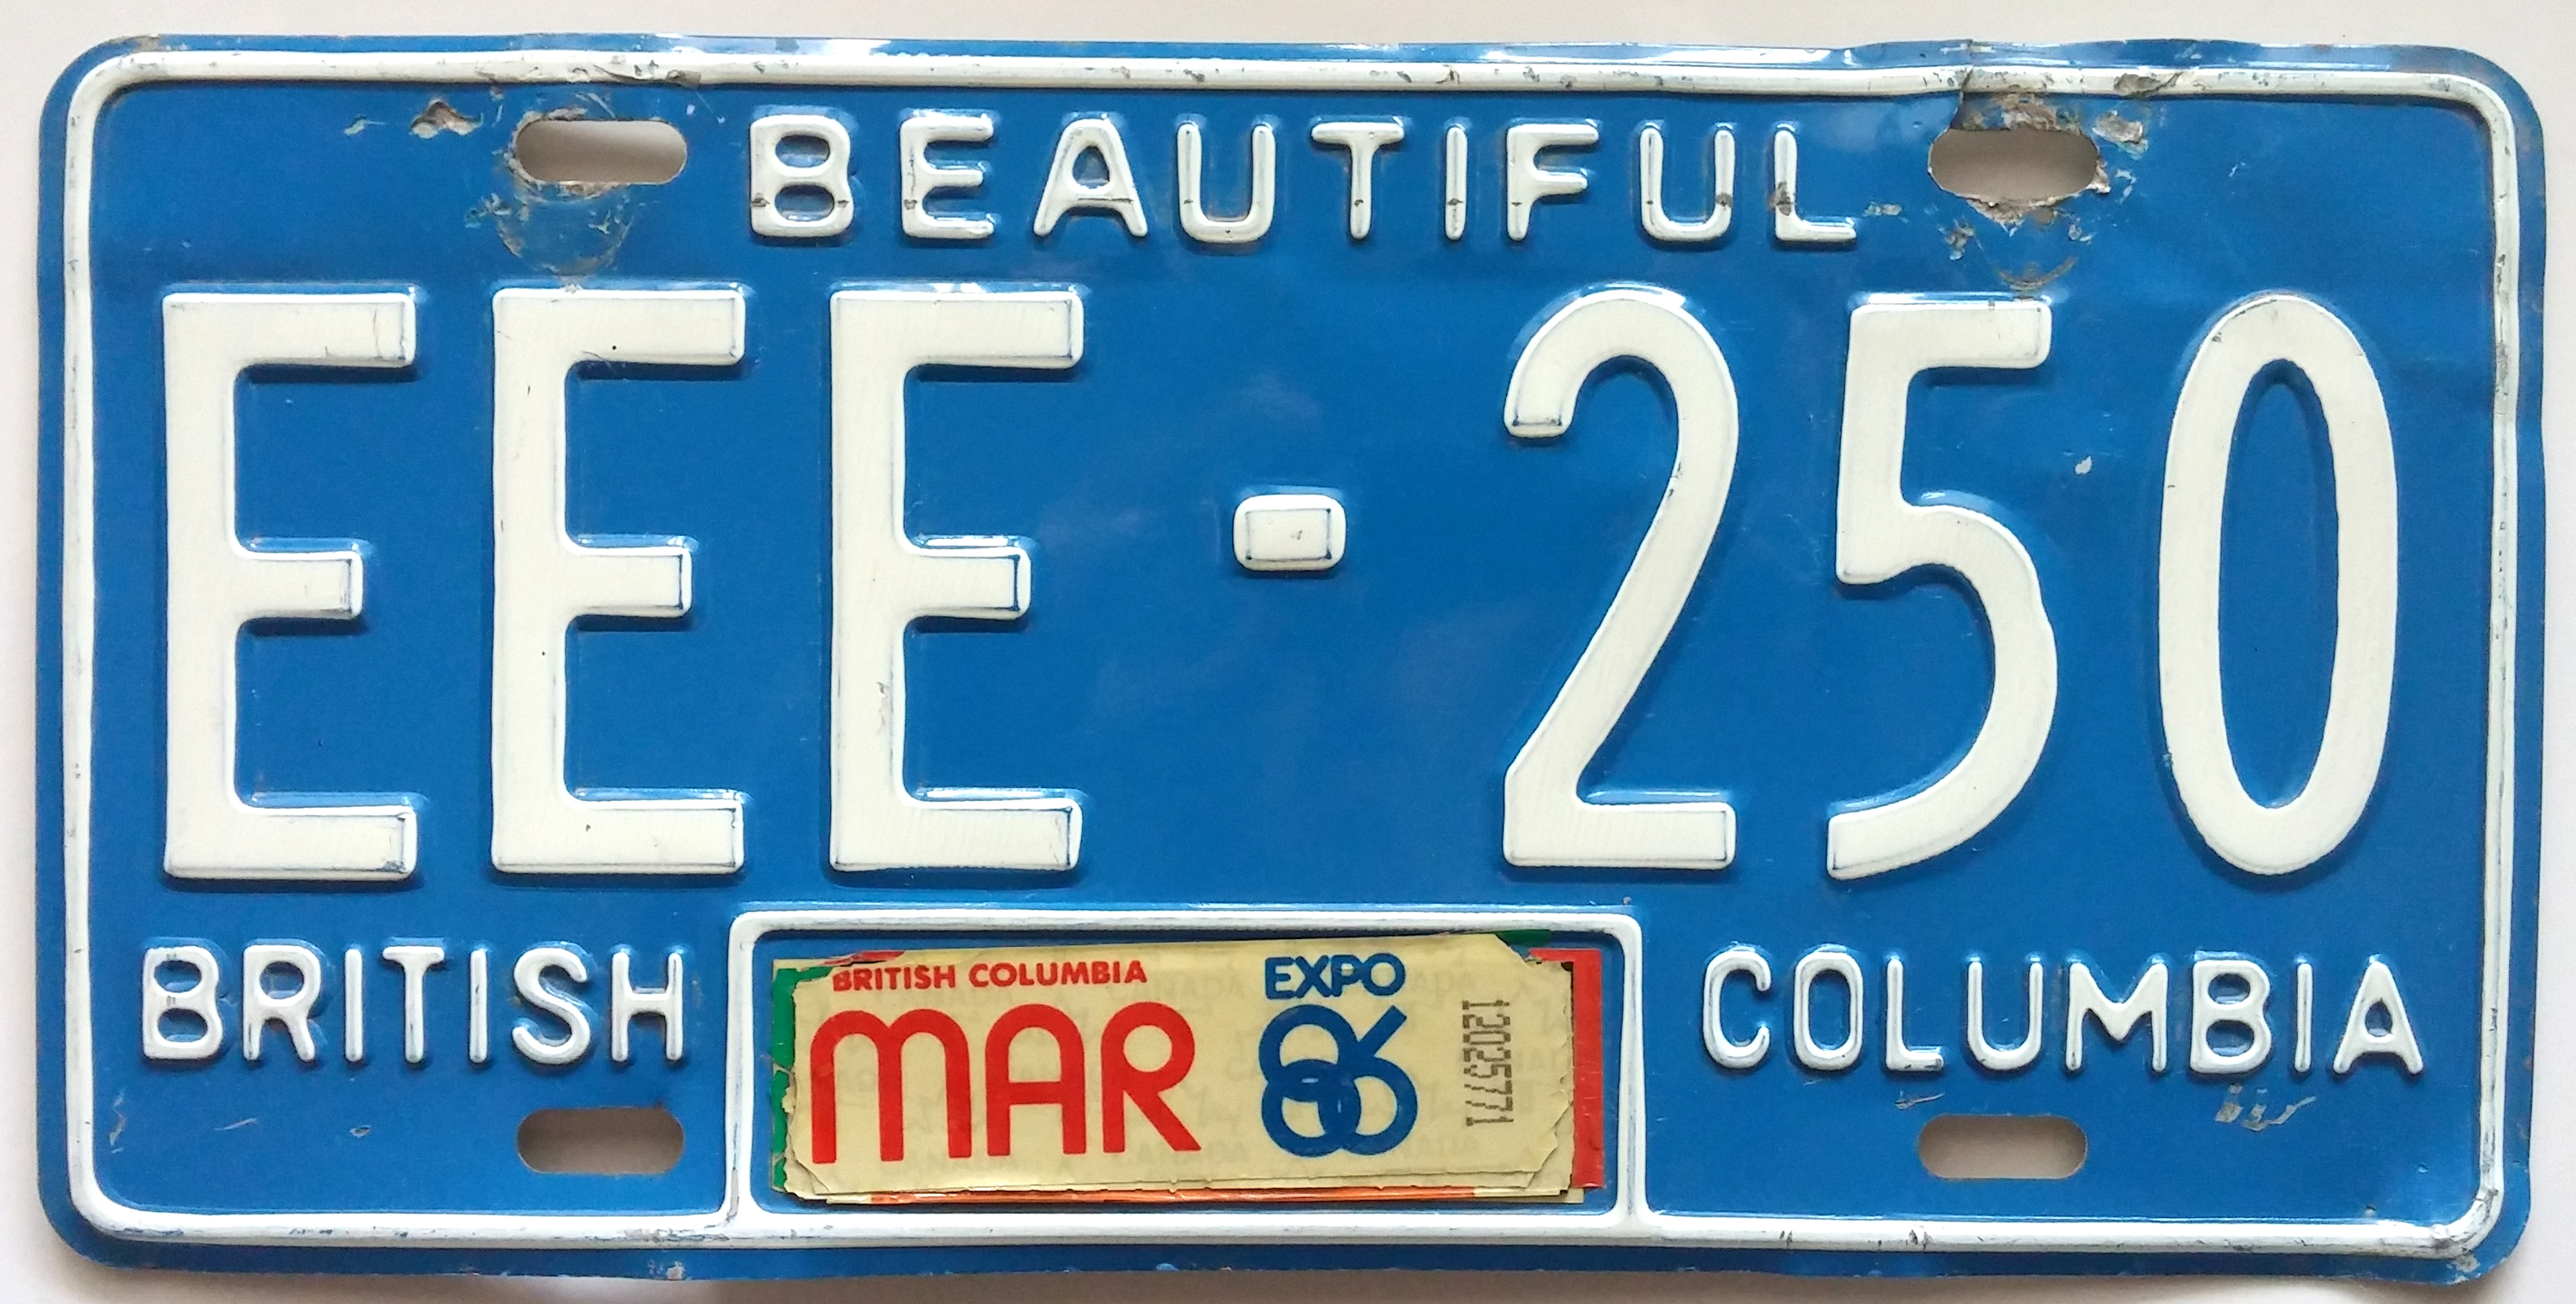 BEAUTIFUL
EEE-250
BRITISH COLUMBIA
BRITISH COLUMBIA
MAR
EXPO
86
12025771